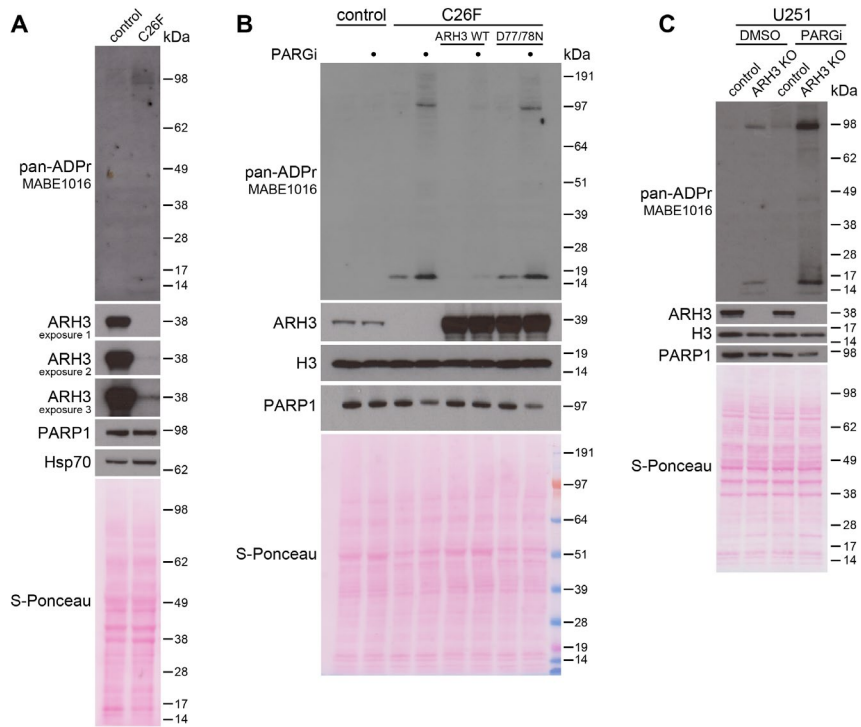 A
control
C26F
kDa
98
62
49
38
28
17
14
pan-ADPr
MABE1016
ARH3
exposure 1
38
ARH3
exposure 2
38
ARH3
exposure 3
38
PARP1
98
Hsp70
62
98
62
S-Ponceau
49
38
28
17
14
B
control
C26F
ARH3 WT D77/78N
PARGi
kDa
191
97
64
51
39
28
19
14
pan-ADPr
MABE1016
ARH3
39
H3
19
14
PARP1
97
191
97
64
S-Ponceau
51
39
28
19
14
C
U251
DMSO PARGi
control
ARH3 KO
control
ARH3 KO
kDa
98
62
49
38
28
17
14
pan-ADPr
MABE1016
ARH3
38
H3
17
14
PARP1
98
98
62
S-Ponceau
49
38
28
17
14